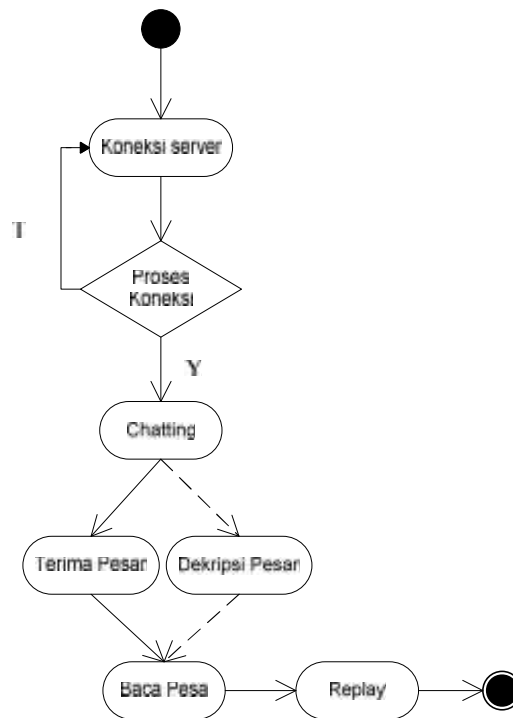 Koneksi server
T
Proses
Koneksi
Y
Chatting
Terima Pesan
Dekripsi Pesan
Baca Pesa
Replay